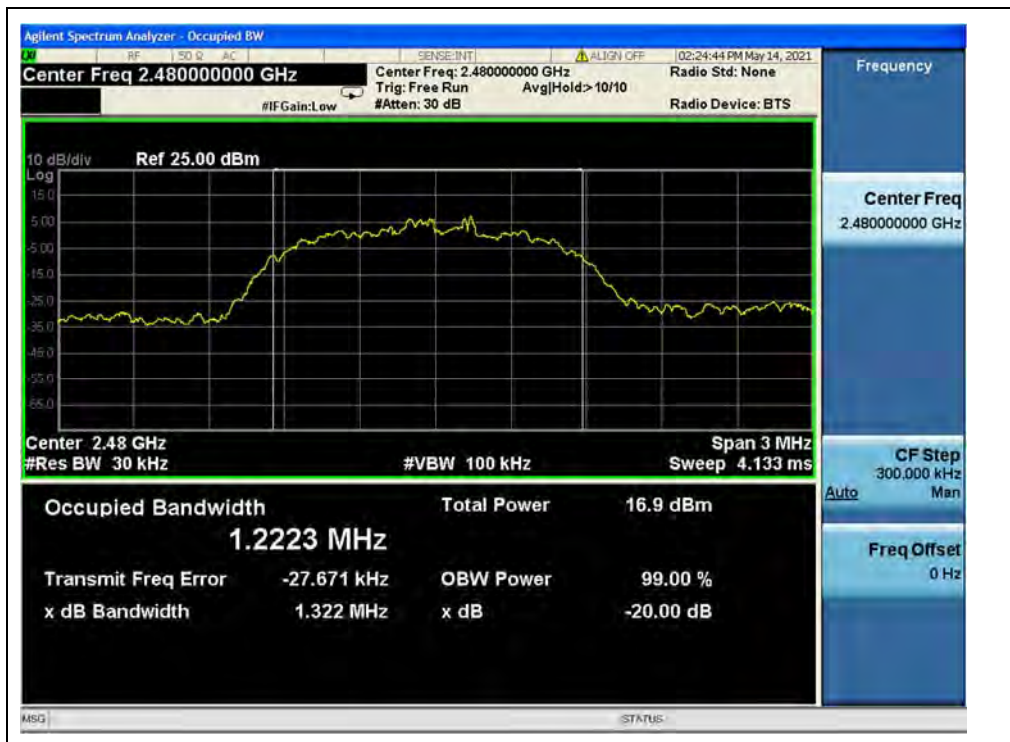 Agilent Spectrum Analyzer - Occupied BW
LXI RF 50 Ω AC SENSE:INT ALIGN OFF 02:24:44 PM May 14, 2021
Center Freq 2.480000000 GHz
Center Freq: 2.480000000 GHz
Radio Std: None
Trig: Free Run Avg|Hold:> 10/10
#IFGain:Low #Atten: 30 dB Radio Device: BTS
10 dB/div Ref 25.00 dBm
Log
15.0
5.00
-5.00
-15.0
-25.0
-35.0
-45.0
-55.0
-65.0
Center 2.48 GHz Span 3 MHz
#Res BW 30 kHz #VBW 100 kHz Sweep 4.133 ms
Occupied Bandwidth Total Power 16.9 dBm
1.2223 MHz
Transmit Freq Error -27.671 kHz OBW Power 99.00 %
x dB Bandwidth 1.322 MHz x dB -20.00 dB
MSG STATUS
Frequency
Center Freq
2.480000000 GHz
CF Step
300.000 kHz
Auto Man
Freq Offset
0 Hz